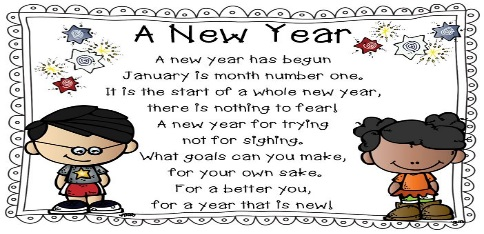 A New Year
A new year has begun
January is month number one.
It is the start of a whole new year,
there is nothing to fear!
A new year for trying
not for sighing.
What goals can you make,
for your own sake.
For a better you,
for a year that is new!